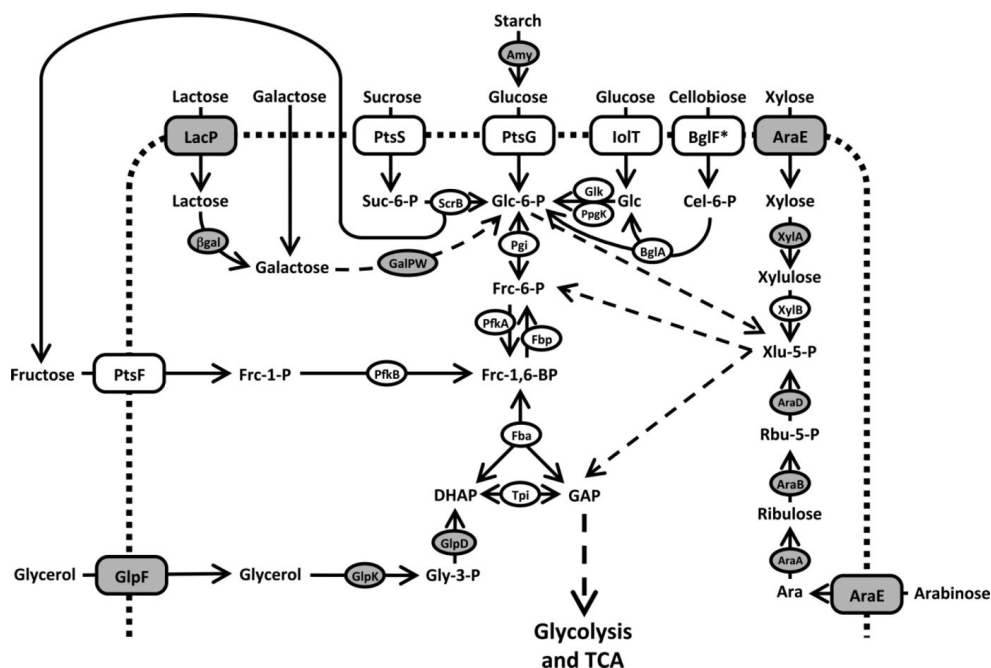 Starch
Amy
Lactose Galactose Sucrose Glucose Glucose Cellobiose Xylose
LacP PtsS PtsG IolT BglF* AraE
Lactose Suc-6-P ScrB Glc-6-P Glk Glc Cel-6-P Xylose
PpgK
βgal Galactose GalPW Pgi BglA XylA
Xylulose
Frc-6-P XylB
PfkA Fbp
Xlu-5-P
Fructose PtsF Frc-1-P PfkB Frc-1,6-BP
AraD
Fba Rbu-5-P
DHAP Tpi GAP AraB
Ribulose
GlpD
AraA
Glycerol GlpF Glycerol GlpK Gly-3-P
Ara AraE Arabinose
Glycolysis
and TCA